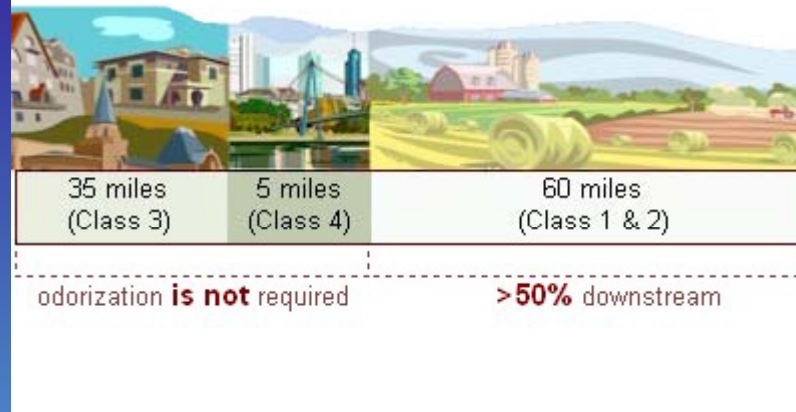 35 miles
(Class 3)
5 miles
(Class 4)
60 miles
(Class 1 & 2)
odorization is not required
>50% downstream